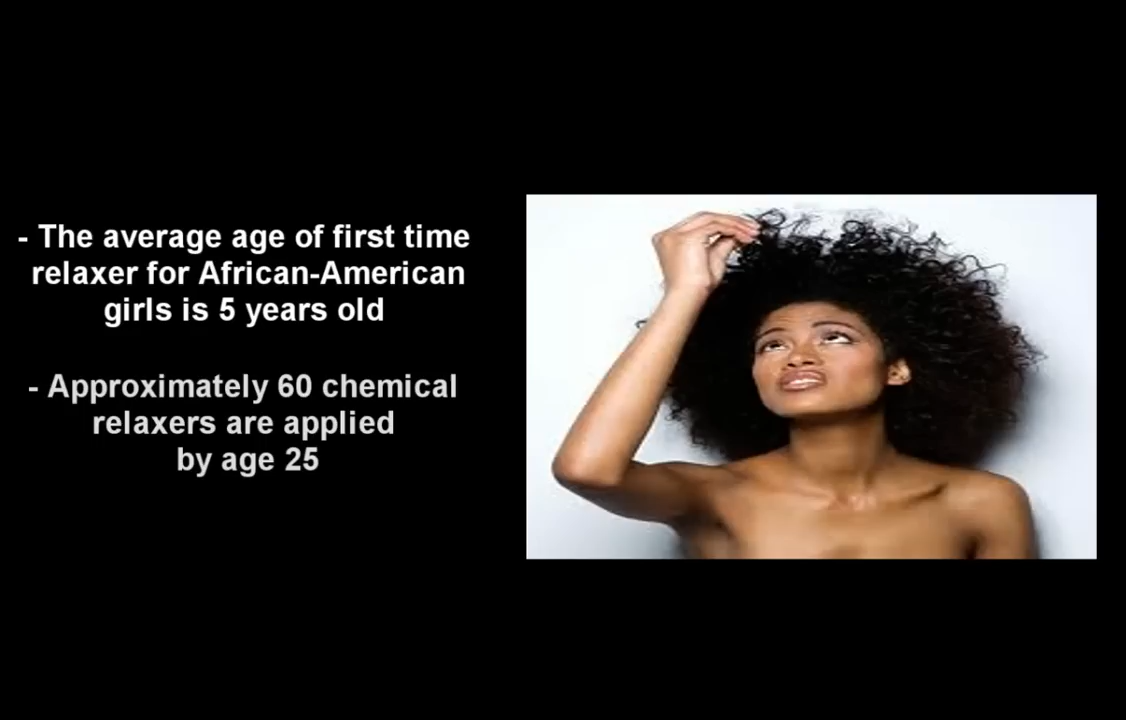 - The average age of first time
relaxer for African-American
girls is 5 years old
- Approximately 60 chemical
relaxers are applied
by age 25